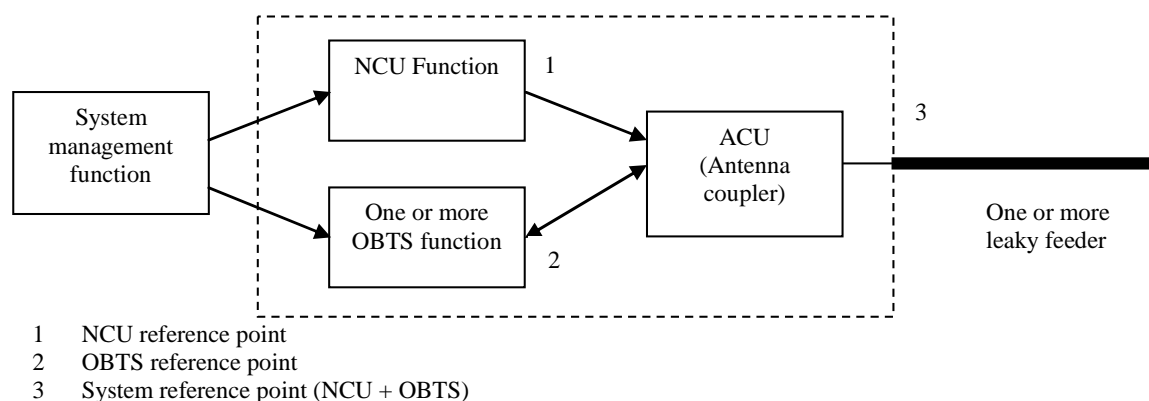 NCU Function
1
System
management
function
ACU
(Antenna
coupler)
3
One or more
OBTS function
2
One or more
leaky feeder
1 NCU reference point
2 OBTS reference point
3 System reference point (NCU + OBTS)